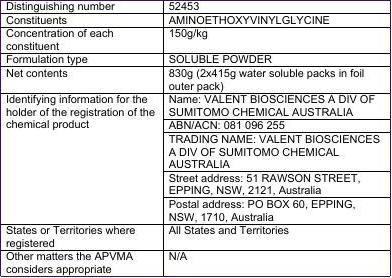 Distinguishing number
52453
Constituents
AMINOETHOXYVINYLGLYCINE
Concentration of each
constituent
150g/kg
Formulation type
SOLUBLE POWDER
Net contents
830g (2x415g water soluble packs in foil
outer pack)
Identifying information for the
holder of the registration of the
chemical product
Name: VALENT BIOSCIENCES A DIV OF
SUMITOMO CHEMICAL AUSTRALIA
ABN/ACN: 081 096 255
TRADING NAME: VALENT BIOSCIENCES
A DIV OF SUMITOMO CHEMICAL
AUSTRALIA
Street address: 51 RAWSON STREET,
EPPING, NSW, 2121, Australia
Postal address: PO BOX 60, EPPING,
NSW, 1710, Australia
States or Territories where
registered
All States and Territories
Other matters the APVMA
considers appropriate
N/A